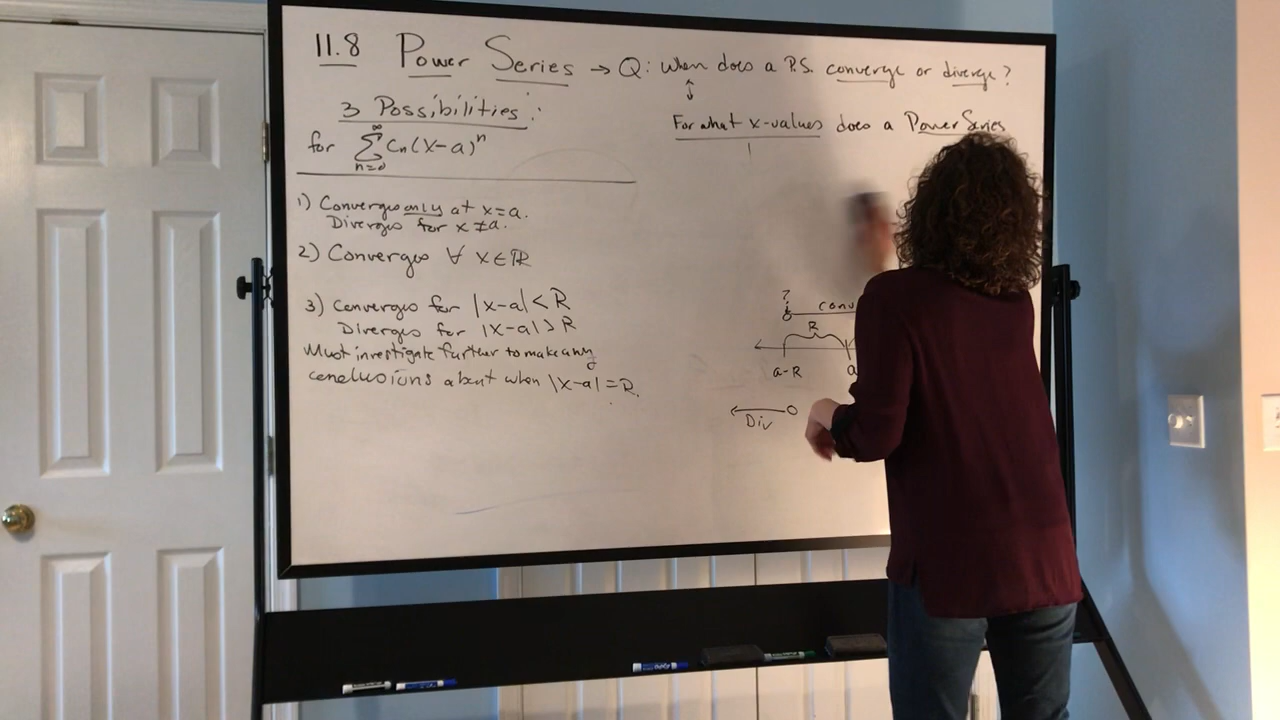 11.8 Power Series → Q: When does a P.S. converge or diverge?
↕
For what x-values does a Power Series
3 Possibilities:
for ∞∑n=0 Cn(x-a)^n
1) Converges only at x=a.
Diverges for x≠a.
2) Converges ∀ x∈ℝ
3) Converges for |x-a|<R
Diverges for |x-a|>R
Must investigate further to make any
conclusions about when |x-a|=R.
? conv
R
a-R a
Div